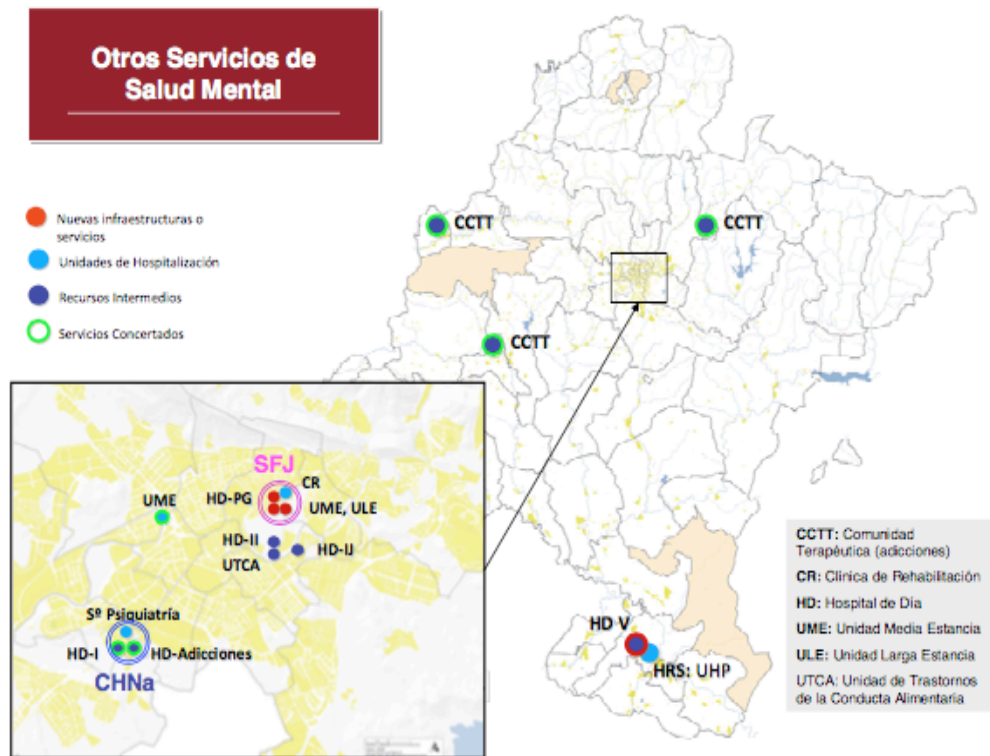 Otros Servicios de
Salud Mental
Nuevas infraestructuras o
servicios
Unidades de Hospitalización
Recursos Intermedios
Servicios Concertados
CCTT
CCTT
CCTT
SFJ
CR
HD-PG
UME, ULE
UME
HD-II
HD-IJ
UTCA
Sº Psiquiatría
HD-I
HD-Adicciones
CHNa
HD V
HRS: UHP
CCTT: Comunidad
Terapéutica (adicciones)
CR: Clínica de Rehabilitación
HD: Hospital de Día
UME: Unidad Media Estancia
ULE: Unidad Larga Estancia
UTCA: Unidad de Trastornos
de la Conducta Alimentaria